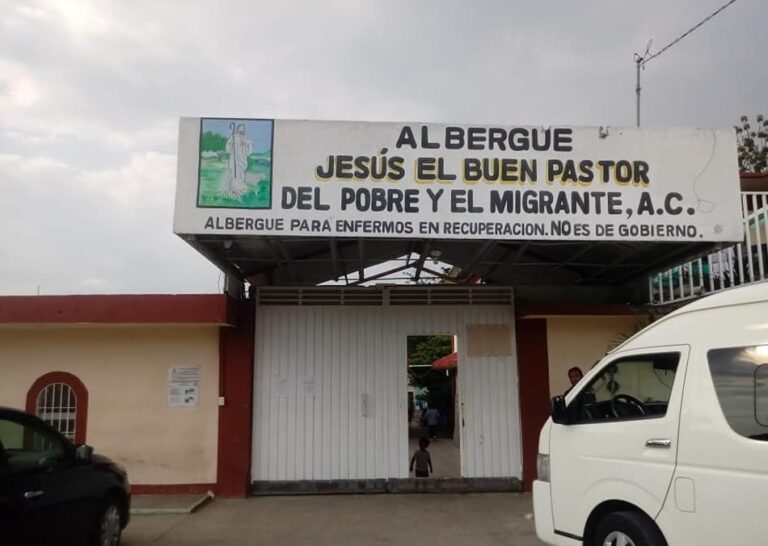 ALBERGUE
JESÚS EL BUEN PASTOR
DEL POBRE Y EL MIGRANTE, A.C.
ALBERGUE PARA ENFERMOS EN RECUPERACION. NO ES DE GOBIERNO.